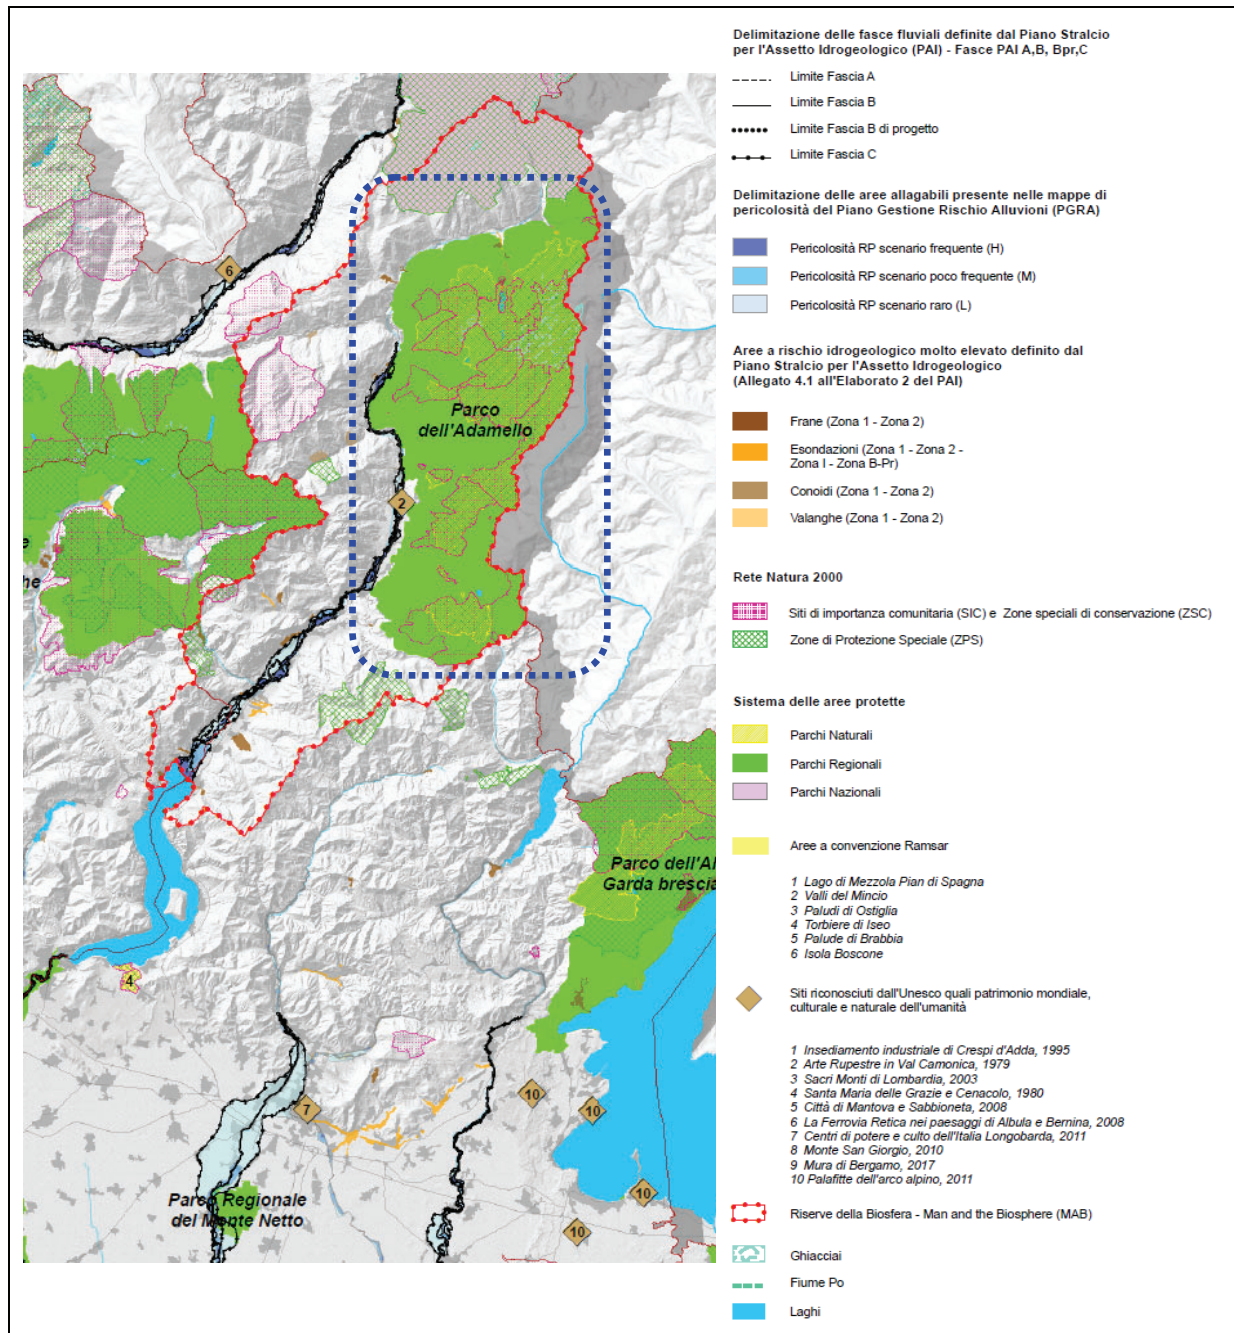 6
Parco
dell'Adamello
2
e
he
Parco dell'Al
Garda brescia
4
7
10
10
10
10
Parco Regionale
del Monte Netto
Delimitazione delle fasce fluviali definite dal Piano Stralcio
per l'Assetto Idrogeologico (PAI) - Fasce PAI A,B, Bpr,C
Limite Fascia A
Limite Fascia B
Limite Fascia B di progetto
Limite Fascia C
Delimitazione delle aree allagabili presente nelle mappe di
pericolosità del Piano Gestione Rischio Alluvioni (PGRA)
Pericolosità RP scenario frequente (H)
Pericolosità RP scenario poco frequente (M)
Pericolosità RP scenario raro (L)
Aree a rischio idrogeologico molto elevato definito dal
Piano Stralcio per l'Assetto Idrogeologico
(Allegato 4.1 all'Elaborato 2 del PAI)
Frane (Zona 1 - Zona 2)
Esondazioni (Zona 1 - Zona 2 -
Zona I - Zona B-Pr)
Conoidi (Zona 1 - Zona 2)
Valanghe (Zona 1 - Zona 2)
Rete Natura 2000
Siti di importanza comunitaria (SIC) e Zone speciali di conservazione (ZSC)
Zone di Protezione Speciale (ZPS)
Sistema delle aree protette
Parchi Naturali
Parchi Regionali
Parchi Nazionali
Aree a convenzione Ramsar
1 Lago di Mezzola Pian di Spagna
2 Valli del Mincio
3 Paludi di Ostiglia
4 Torbiere di Iseo
5 Palude di Brabbia
6 Isola Boscone
Siti riconosciuti dall'Unesco quali patrimonio mondiale,
culturale e naturale dell'umanità
1 Insediamento industriale di Crespi d'Adda, 1995
2 Arte Rupestre in Val Camonica, 1979
3 Sacri Monti di Lombardia, 2003
4 Santa Maria delle Grazie e Cenacolo, 1980
5 Città di Mantova e Sabbioneta, 2008
6 La Ferrovia Retica nei paesaggi di Albula e Bernina, 2008
7 Centri di potere e culto dell'Italia Longobarda, 2011
8 Monte San Giorgio, 2010
9 Mura di Bergamo, 2017
10 Palafitte dell'arco alpino, 2011
Riserve della Biosfera - Man and the Biosphere (MAB)
Ghiacciai
Fiume Po
Laghi